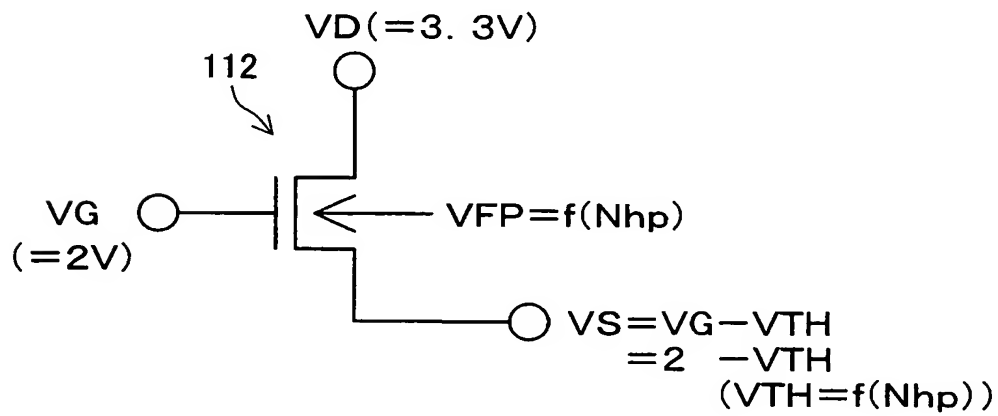 VD(=3. 3V)
112
VG
(=2V)
VFP=f(Nhp)
VS=VG-VTH
=2 -VTH
(VTH=f(Nhp))